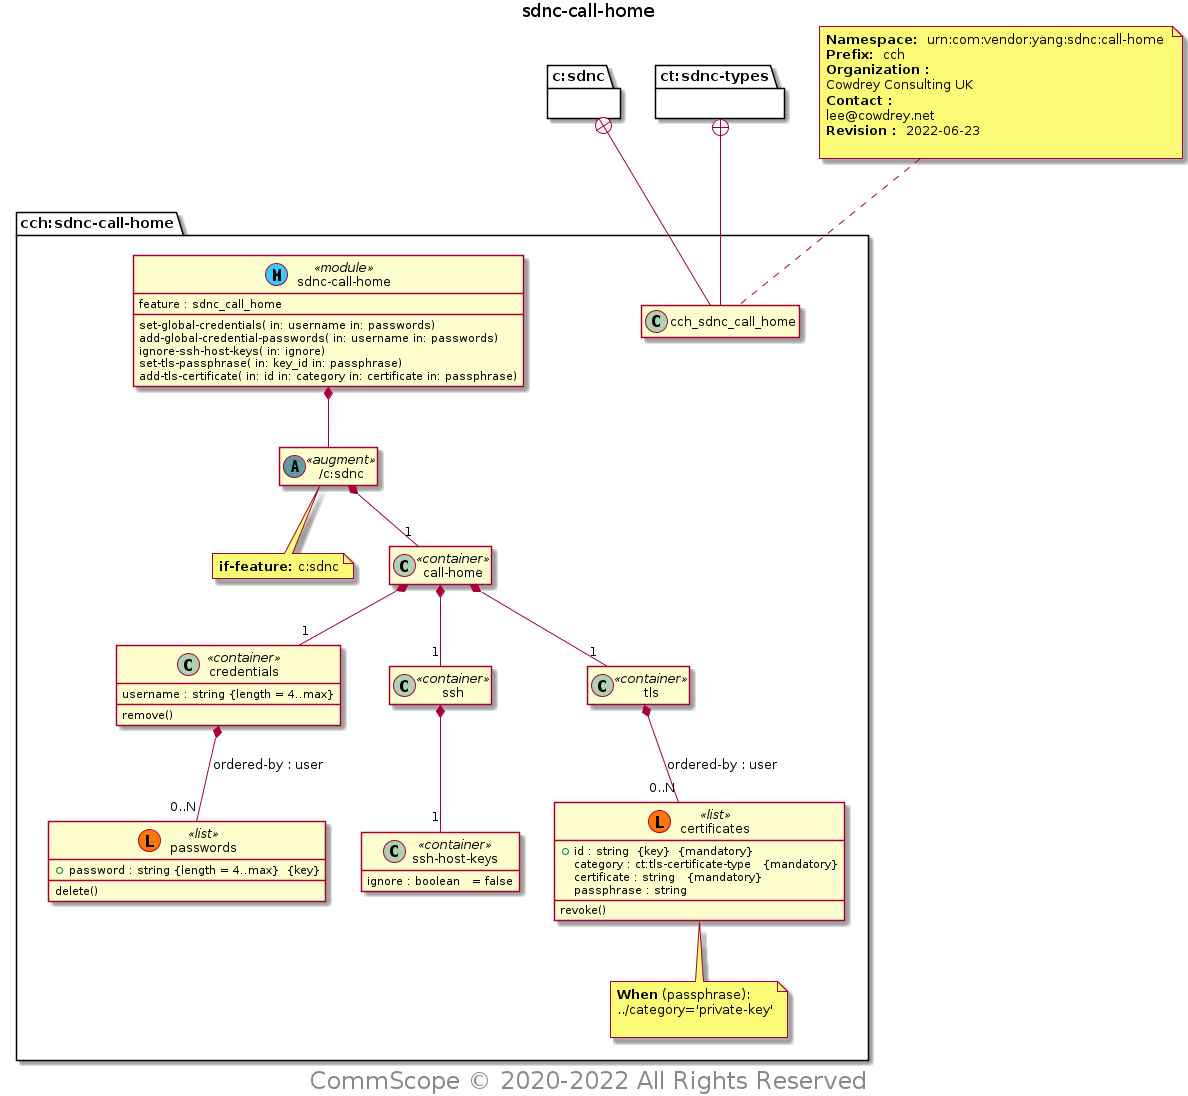 sdnc-call-home
Namespace: urn:com:vendor:yang:sdnc:call-home
Prefix: cch
Organization :
Cowdrey Consulting UK
Contact :
lee@cowdrey.net
Revision : 2022-06-23
c:sdnc
ct:sdnc-types
cch:sdnc-call-home
M
«module»
sdnc-call-home
feature : sdnc_call_home
set-global-credentials( in: username in: passwords)
add-global-credential-passwords( in: username in: passwords)
ignore-ssh-host-keys( in: ignore)
set-tls-passphrase( in: key_id in: passphrase)
add-tls-certificate( in: id in: category in: certificate in: passphrase)
C cch_sdnc_call_home
A
«augment»
/c:sdnc
1
if-feature: c:sdnc
C
«container»
call-home
1
1
1
C
«container»
credentials
username : string {length = 4..max}
remove()
C
«container»
ssh
C
«container»
tls
ordered-by : user
0..N
1
ordered-by : user
0..N
L
«list»
passwords
password : string {length = 4..max} {key}
delete()
C
«container»
ssh-host-keys
ignore : boolean = false
L
«list»
certificates
id : string {key} {mandatory}
category : ct:tls-certificate-type {mandatory}
certificate : string {mandatory}
passphrase : string
revoke()
When (passphrase):
../category='private-key'
CommScope © 2020-2022 All Rights Reserved